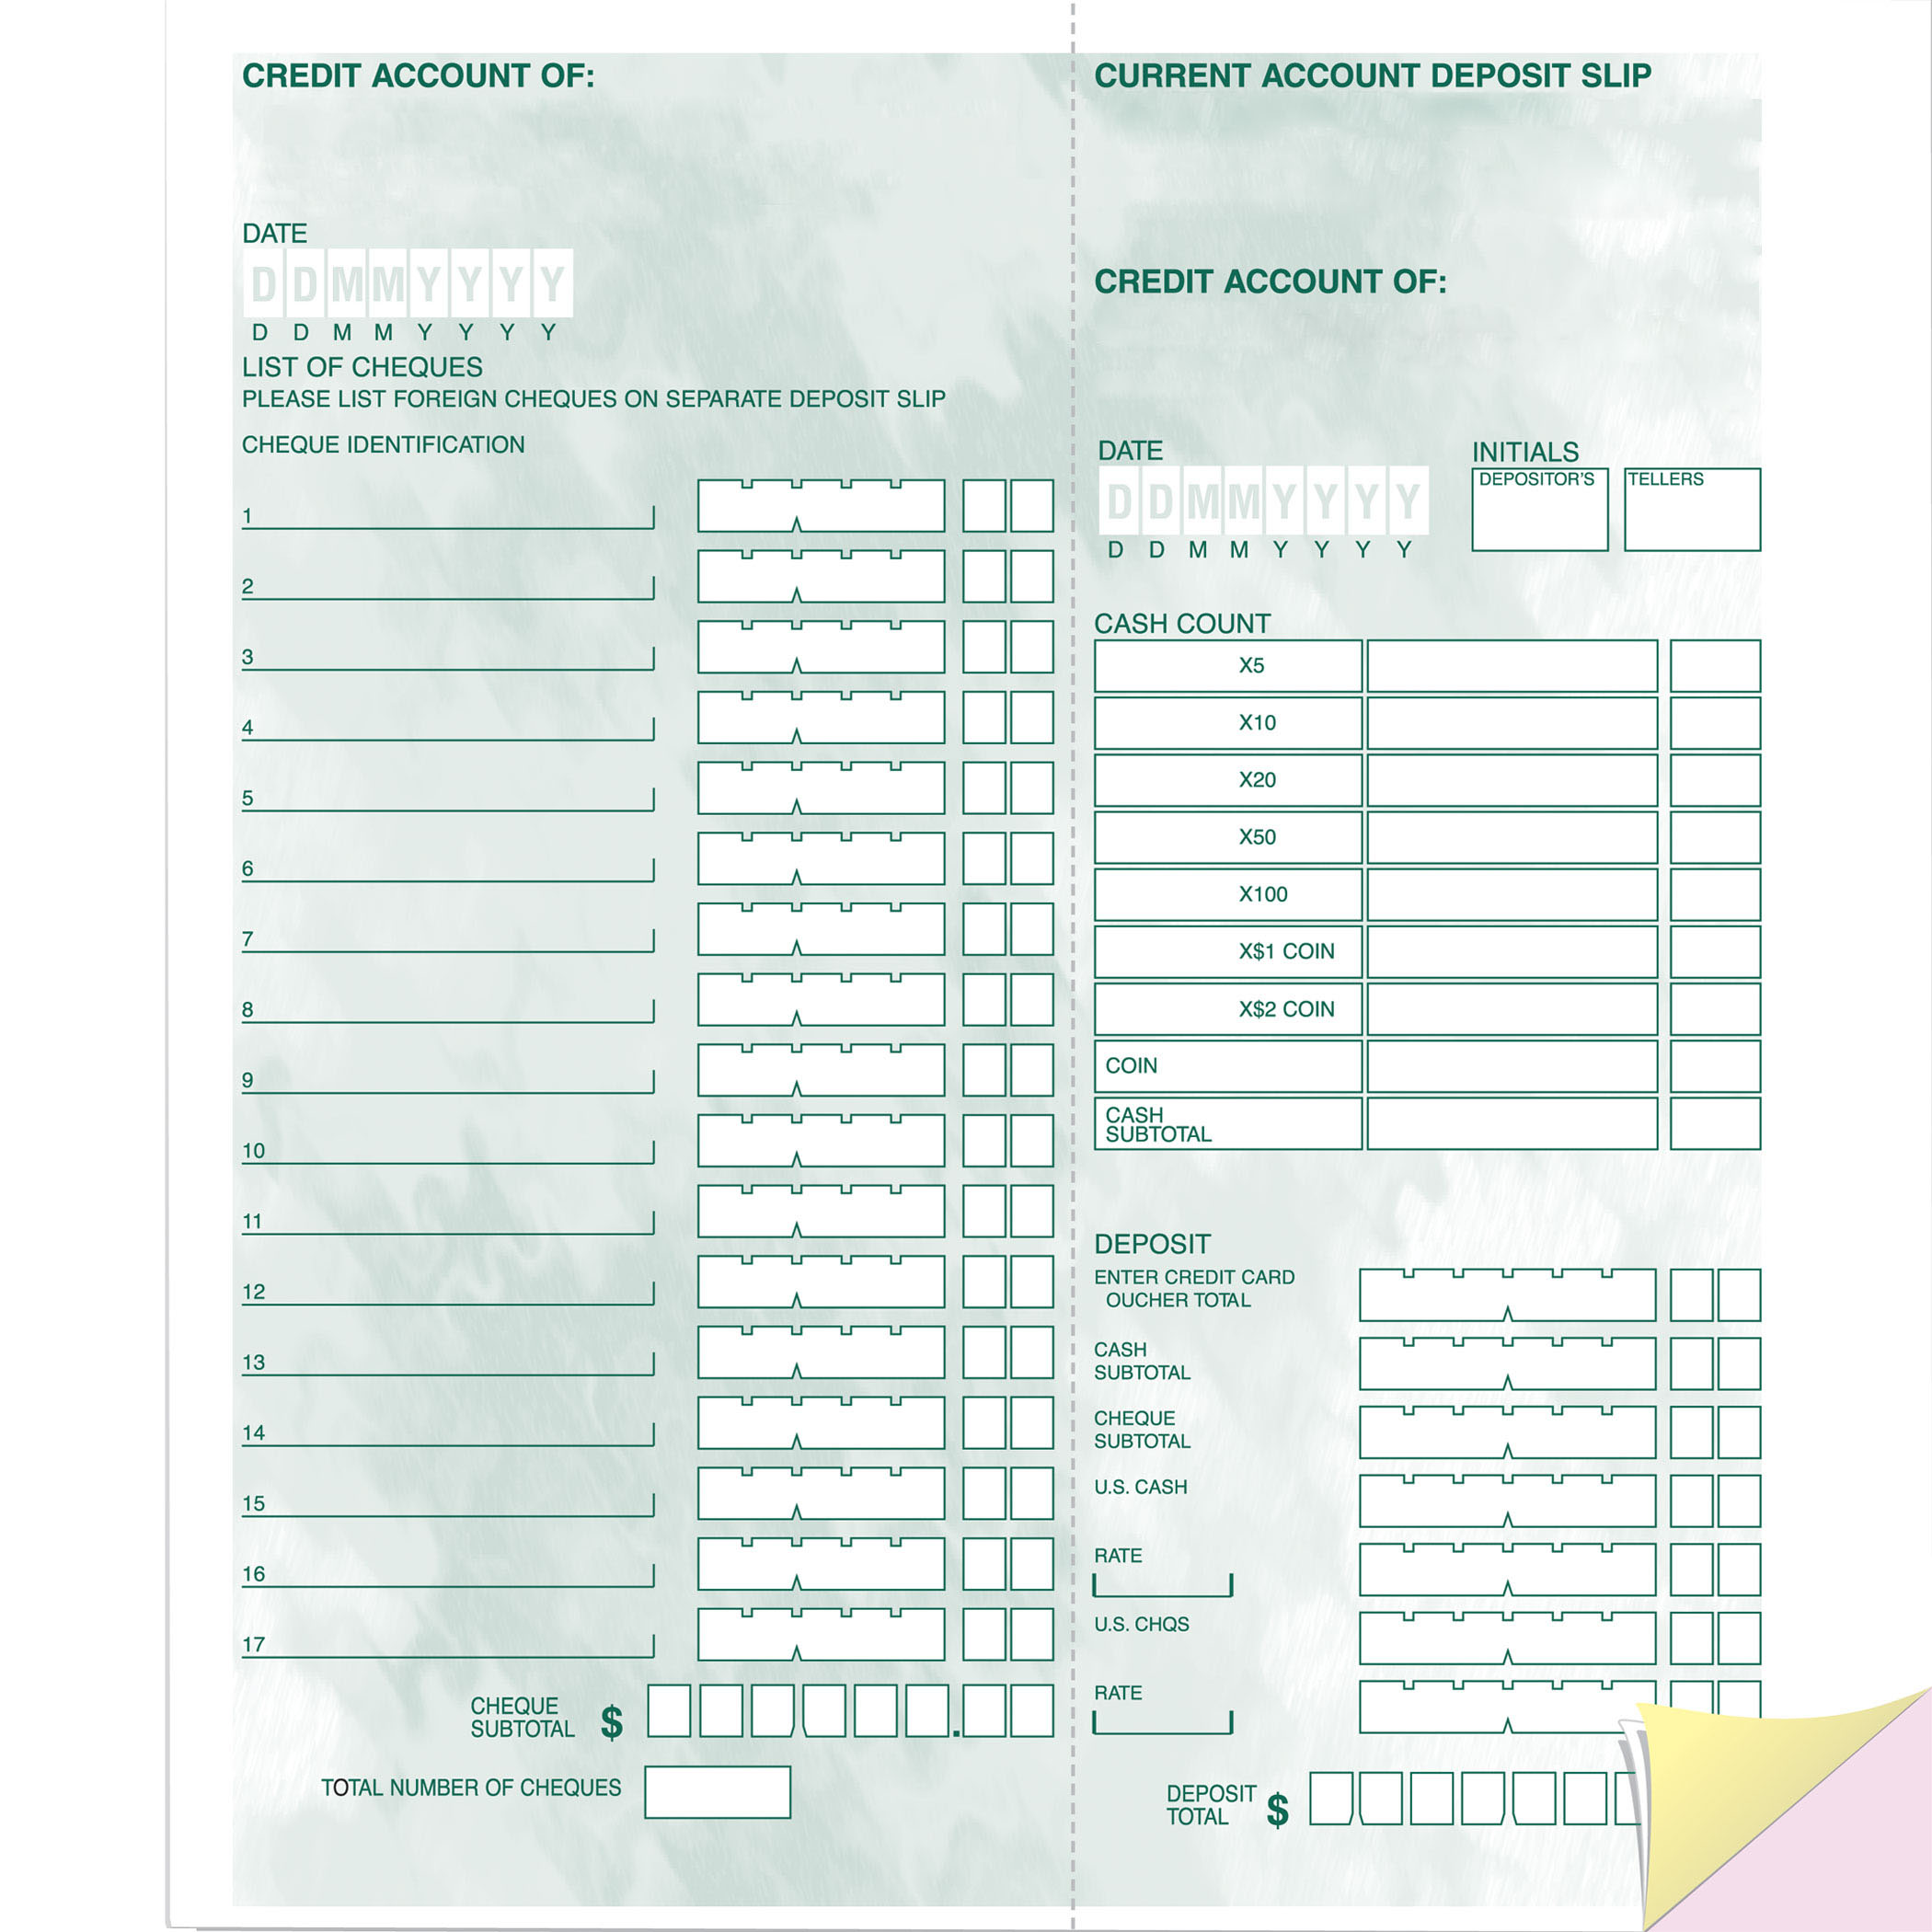 CREDIT ACCOUNT OF:
DATE
DDMMYYYY
D D M M Y Y Y Y
LIST OF CHEQUES
PLEASE LIST FOREIGN CHEQUES ON SEPARATE DEPOSIT SLIP
CHEQUE IDENTIFICATION
1
2
3
4
5
6
7
8
9
10
11
12
13
14
15
16
17
CHEQUE
SUBTOTAL $ .
TOTAL NUMBER OF CHEQUES
CURRENT ACCOUNT DEPOSIT SLIP
CREDIT ACCOUNT OF:
DATE
DDMMYYYY
D D M M Y Y Y Y
INITIALS
DEPOSITOR'S TELLERS
CASH COUNT
X5
X10
X20
X50
X100
X$1 COIN
X$2 COIN
COIN
CASH
SUBTOTAL
DEPOSIT
ENTER CREDIT CARD
OUCHER TOTAL
CASH
SUBTOTAL
CHEQUE
SUBTOTAL
U.S. CASH
RATE
U.S. CHQS
RATE
DEPOSIT
TOTAL $